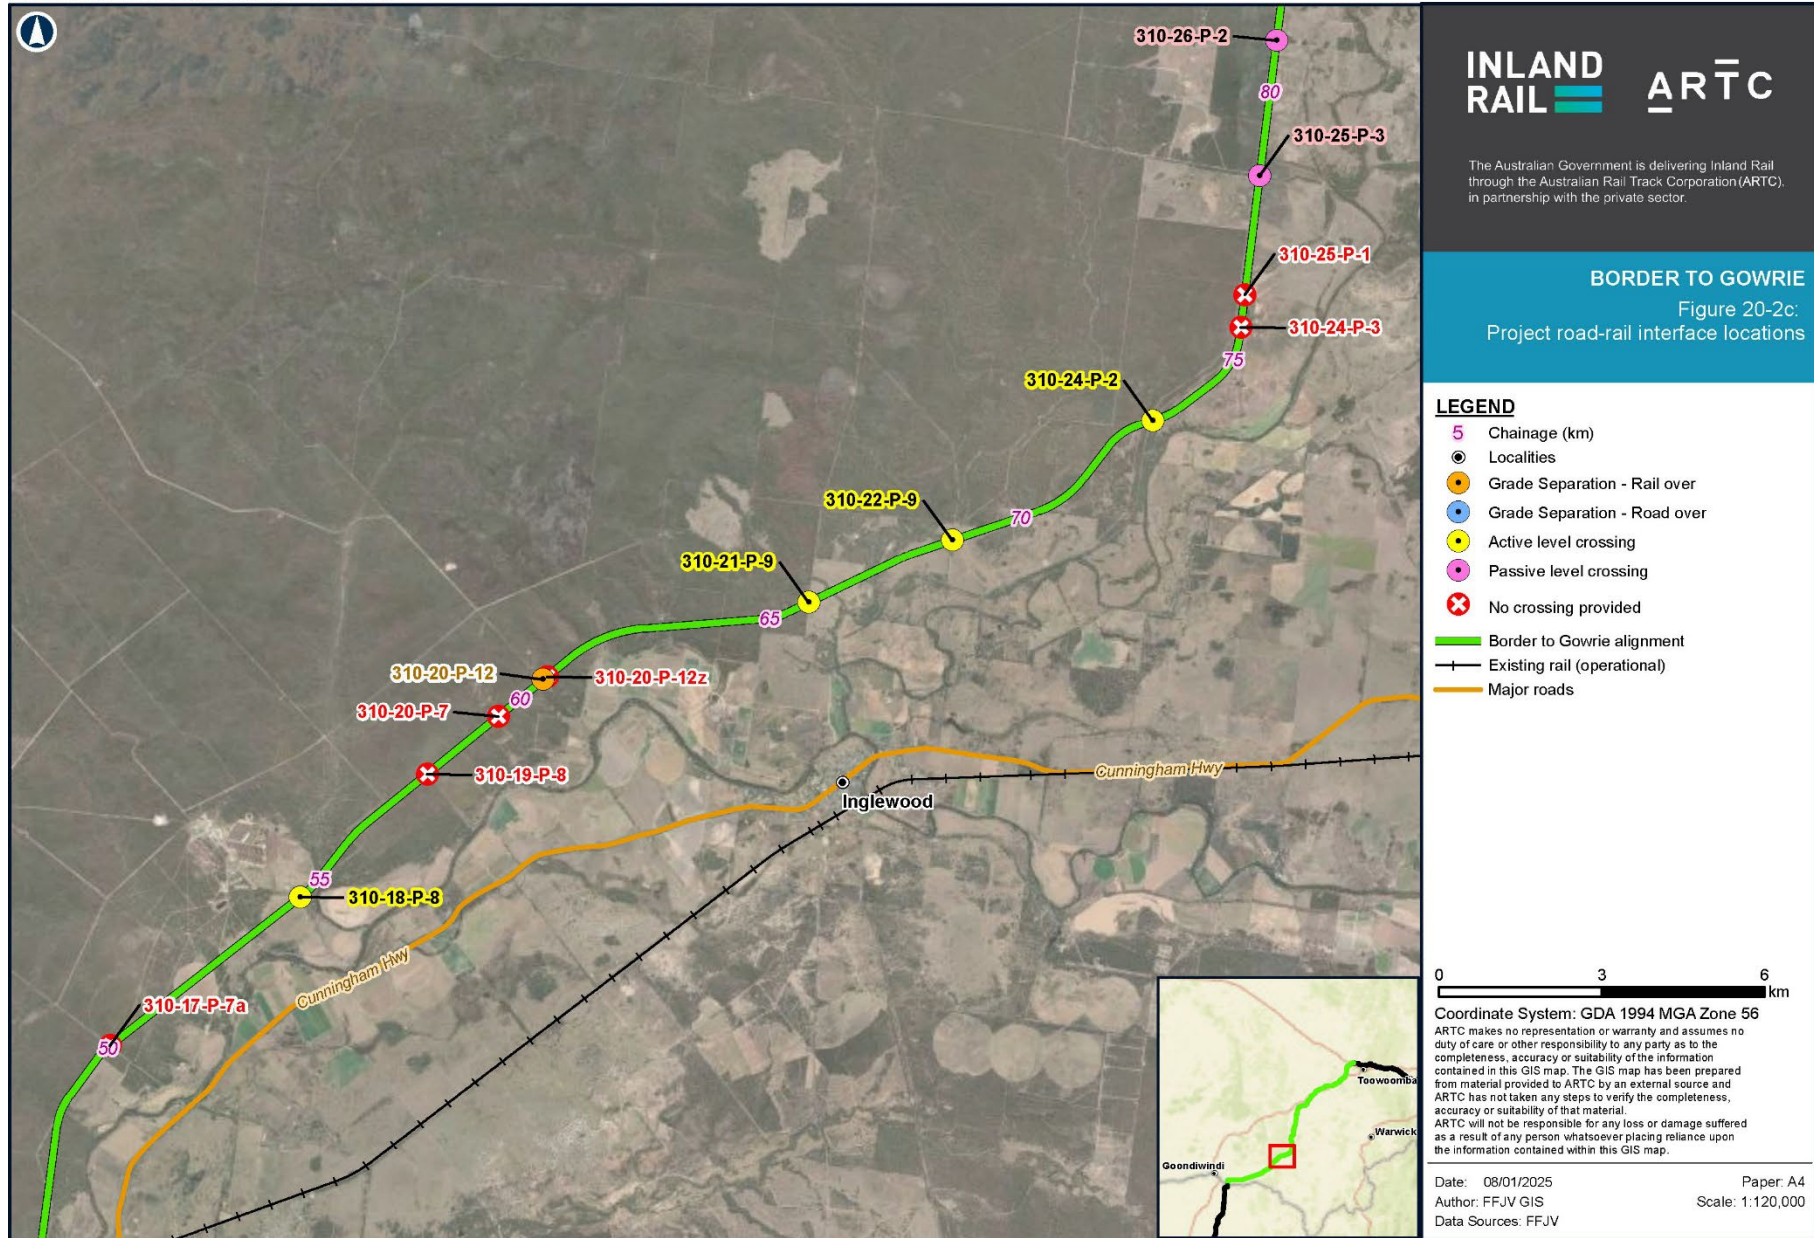 310-26-P-2
80
310-25-P-3
310-25-P-1
310-24-P-3
75
310-24-P-2
310-22-P-9
70
310-21-P-9
65
310-20-P-12
310-20-P-12z
60
310-20-P-7
310-19-P-8
Cunningham Hwy
Inglewood
55
310-18-P-8
Cunningham Hwy
310-17-P-7a
50
Toowoomba
Warwick
Goondiwindi
INLAND
RAIL
ARTC
The Australian Government is delivering Inland Rail
through the Australian Rail Track Corporation (ARTC),
in partnership with the private sector.
BORDER TO GOWRIE
Figure 20-2c:
Project road-rail interface locations
LEGEND
5 Chainage (km)
Localities
Grade Separation - Rail over
Grade Separation - Road over
Active level crossing
Passive level crossing
No crossing provided
Border to Gowrie alignment
Existing rail (operational)
Major roads
0 3 6
km
Coordinate System: GDA 1994 MGA Zone 56
ARTC makes no representation or warranty and assumes no
duty of care or other responsibility to any party as to the
completeness, accuracy or suitability of the information
contained in this GIS map. The GIS map has been prepared
from material provided to ARTC by an external source and
ARTC has not taken any steps to verify the completeness,
accuracy or suitability of that material.
ARTC will not be responsible for any loss or damage suffered
as a result of any person whatsoever placing reliance upon
the information contained within this GIS map.
Date: 08/01/2025 Paper: A4
Author: FFJV GIS Scale: 1:120,000
Data Sources: FFJV